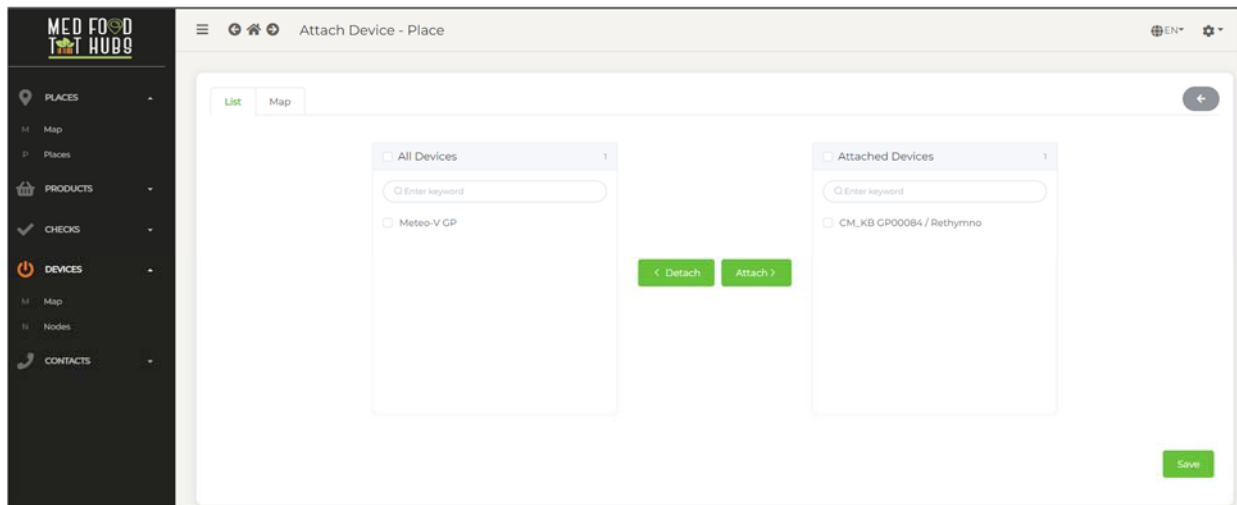 MED FOOD
TTT HUBS
Attach Device - Place
EN
PLACES
M Map
P Places
PRODUCTS
CHECKS
DEVICES
M Map
N Nodes
CONTACTS
List Map
All Devices 1
Enter keyword
Meteo-V GP
< Detach
Attach >
Attached Devices 1
Enter keyword
CM_KB GP00084 / Rethymno
Save